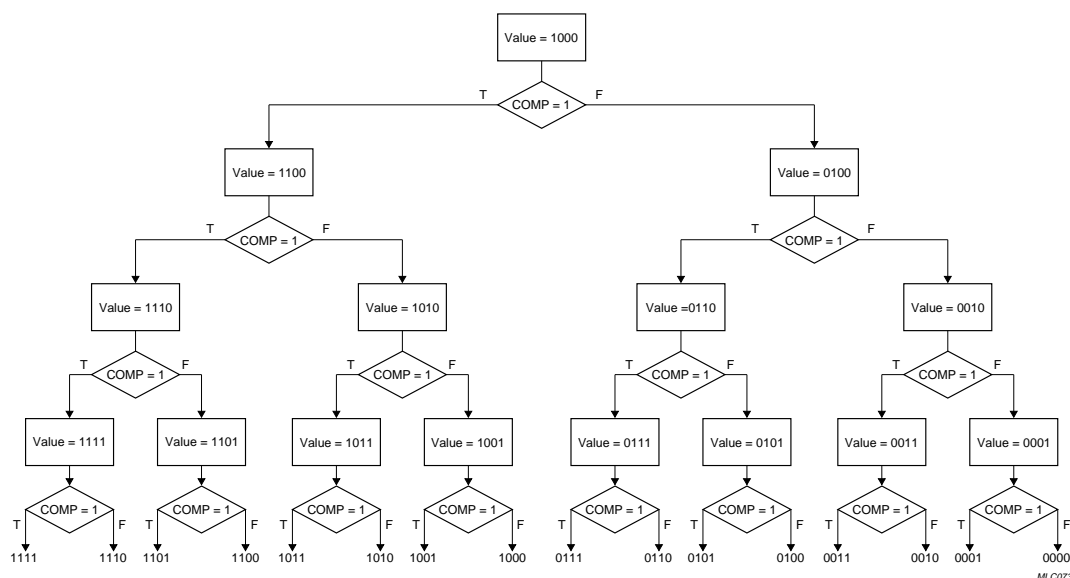 Value = 1000
T
COMP = 1
F
Value = 1100
Value = 0100
T
COMP = 1
F
T
COMP = 1
F
Value = 1110
Value = 1010
Value =0110
Value = 0010
T
COMP = 1
F
T
COMP = 1
F
T
COMP = 1
F
T
COMP = 1
F
Value = 1111
Value = 1101
Value = 1011
Value = 1001
Value = 0111
Value = 0101
Value = 0011
Value = 0001
T
COMP = 1
F
T
COMP = 1
F
T
COMP = 1
F
T
COMP = 1
F
T
COMP = 1
F
T
COMP = 1
F
T
COMP = 1
F
T
COMP = 1
F
1111
1110
1101
1100
1011
1010
1001
1000
0111
0110
0101
0100
0011
0010
0001
0000